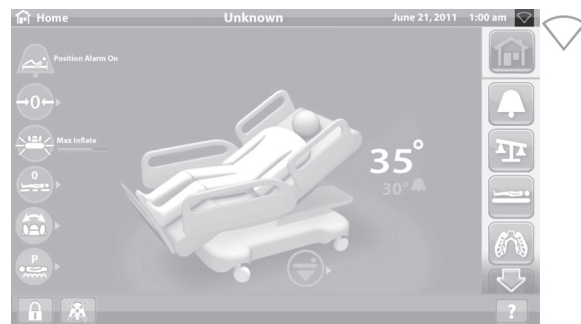 Home Unknown June 21, 2011 1:00 am
Position Alarm On
→0←
Max Inflate
35°
30°
0
P
?